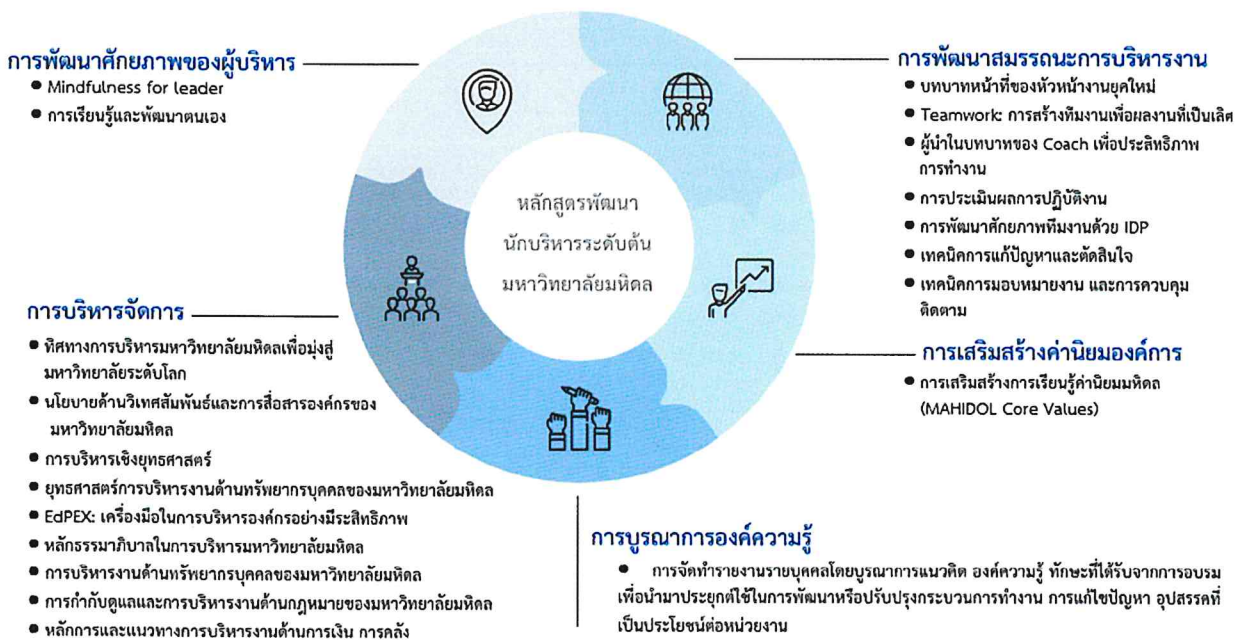 การพัฒนาศักยภาพของผู้บริหาร
● Mindfulness for leader
● การเรียนรู้และพัฒนาตนเอง
การพัฒนาสมรรถนะการบริหารงาน
● บทบาทหน้าที่ของหัวหน้างานยุคใหม่
● Teamwork: การสร้างทีมงานเพื่อผลงานที่เป็นเลิศ
● ผู้นำในบทบาทของ Coach เพื่อประสิทธิภาพ
การทำงาน
● การประเมินผลการปฏิบัติงาน
● การพัฒนาศักยภาพทีมงานด้วย IDP
● เทคนิคการแก้ปัญหาและตัดสินใจ
● เทคนิคการมอบหมายงาน และการควบคุม
ติดตาม
หลักสูตรพัฒนา
นักบริหารระดับต้น
มหาวิทยาลัยมหิดล
การบริหารจัดการ
● ทิศทางการบริหารมหาวิทยาลัยมหิดลเพื่อมุ่งสู่
มหาวิทยาลัยระดับโลก
● นโยบายด้านวิเทศสัมพันธ์และการสื่อสารองค์กรของ
มหาวิทยาลัยมหิดล
● การบริหารเชิงยุทธศาสตร์
● ยุทธศาสตร์การบริหารงานด้านทรัพยากรบุคคลของมหาวิทยาลัยมหิดล
● EdPEX: เครื่องมือในการบริหารองค์กรอย่างมีระสิทธิภาพ
● หลักธรรมาภิบาลในการบริหารมหาวิทยาลัยมหิดล
● การบริหารงานด้านทรัพยากรบุคคลของมหาวิทยาลัยมหิดล
● การกำกับดูแลและการบริหารงานด้านกฎหมายของมหาวิทยาลัยมหิดล
● หลักการและแนวทางการบริหารงานด้านการเงิน การคลัง
การเสริมสร้างค่านิยมองค์การ
● การเสริมสร้างการเรียนรู้ค่านิยมมหิดล
(MAHIDOL Core Values)
การบูรณาการองค์ความรู้
● การจัดทำรายงานรายบุคคลโดยบูรณาการแนวคิด องค์ความรู้ ทักษะที่ได้รับจากการอบรม
เพื่อนำมาประยุกต์ใช้ในการพัฒนาหรือปรับปรุงกระบวนการทำงาน การแก้ไขปัญหา อุปสรรคที่
เป็นประโยชน์ต่อหน่วยงาน